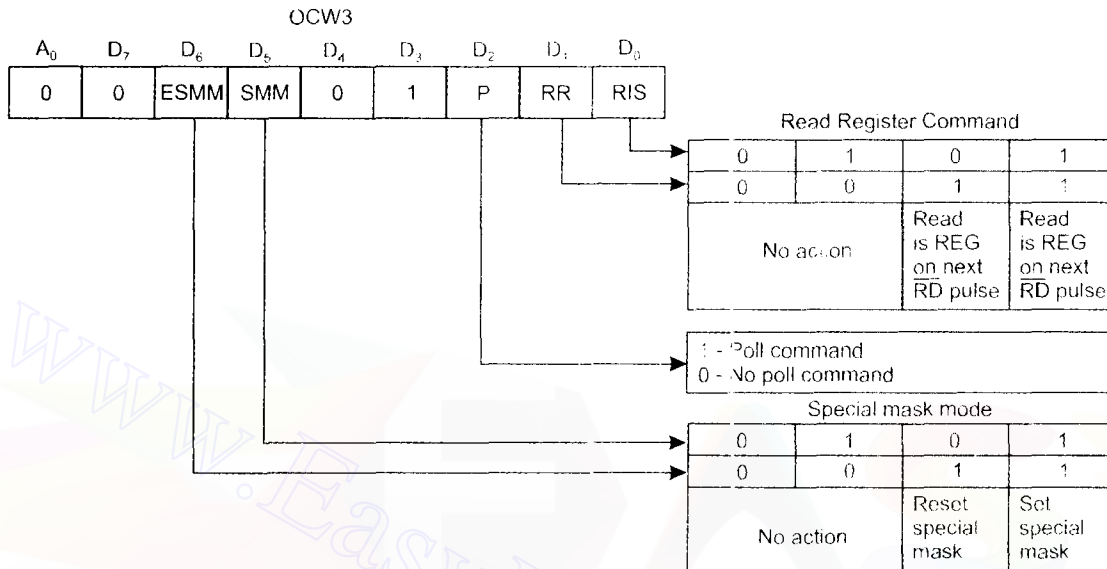 OCW3
A0 D7 D6 D5 D4 D3 D2 D1 D0
0 0 ESMM SMM 0 1 P RR RIS
Read Register Command
0 1 0 1
0 0 1 1
No action
Read
is REG
on next
R̅D̅ pulse
Read
is REG
on next
R̅D̅ pulse
1 - Poll command
0 - No poll command
Special mask mode
0 1 0 1
0 0 1 1
No action
Reset
special
mask
Set
special
mask